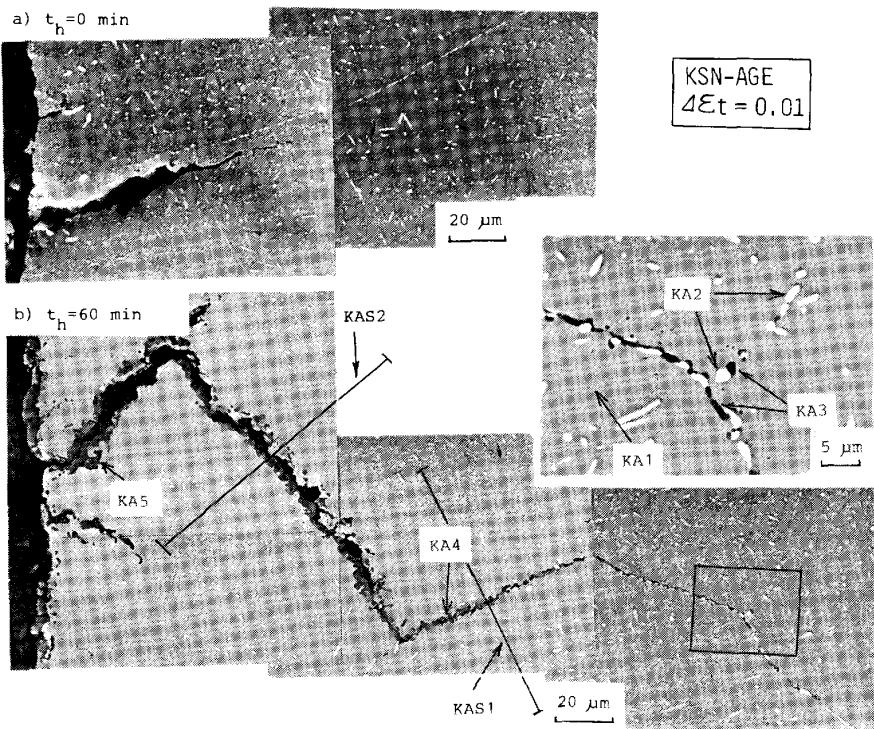 a) t_h=0 min
KSN-AGE
Δεt = 0.01
20 μm
b) t_h=60 min
KAS2
KA2
KA3
KA1
5 μm
KA5
KA4
KAS1
20 μm